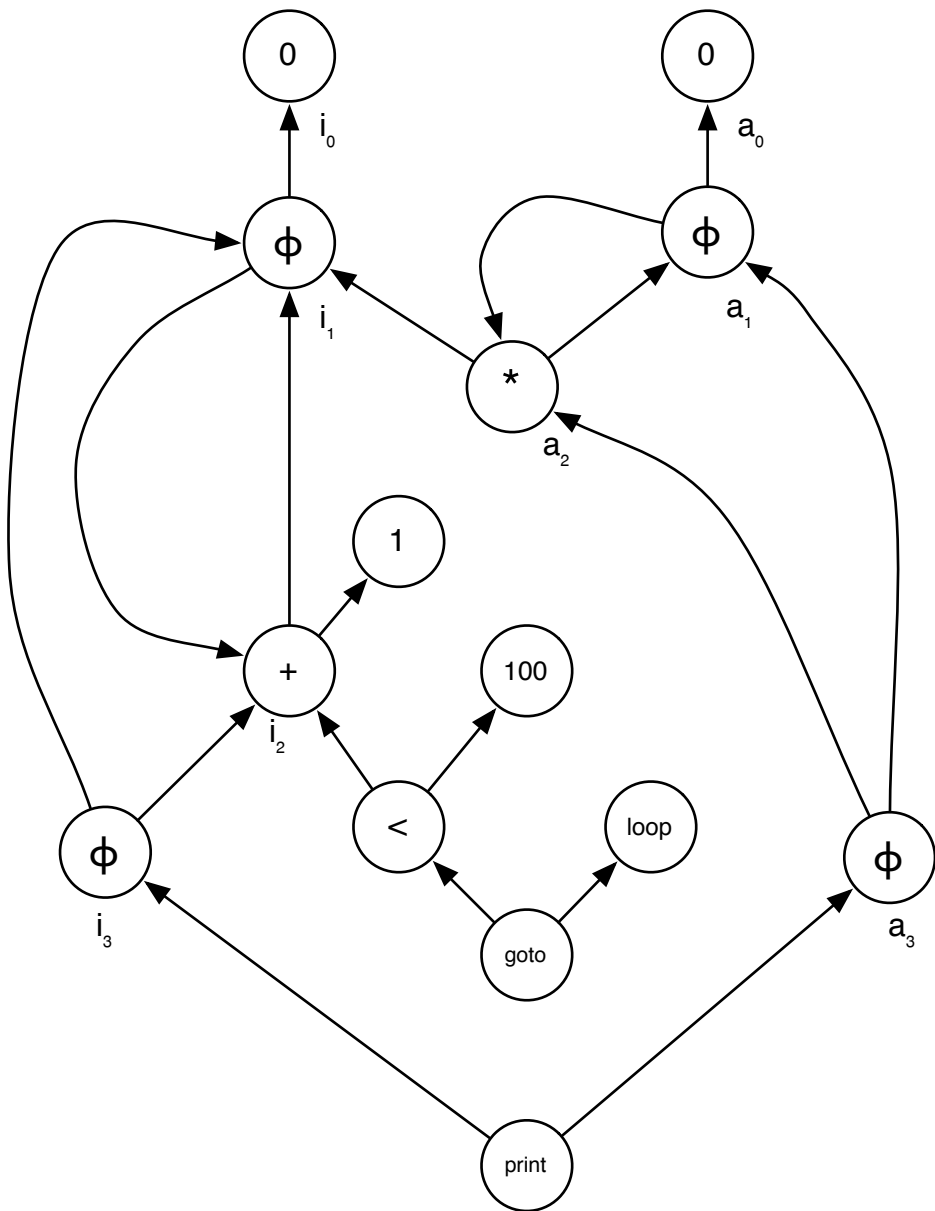 0
0
i₀
a₀
ϕ
ϕ
i₁
a₁
*
a₂
1
+
100
i₂
<
loop
ϕ
ϕ
i₃
a₃
goto
print